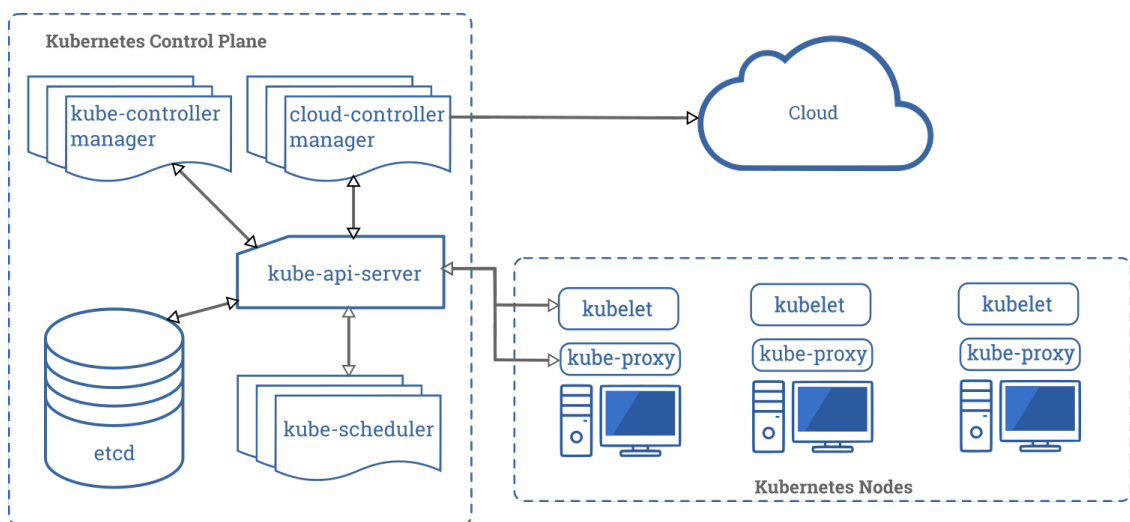 Kubernetes Control Plane
kube-controller
manager
cloud-controller
manager
Cloud
kube-api-server
etcd
kube-scheduler
kubelet
kubelet
kubelet
kube-proxy
kube-proxy
kube-proxy
Kubernetes Nodes